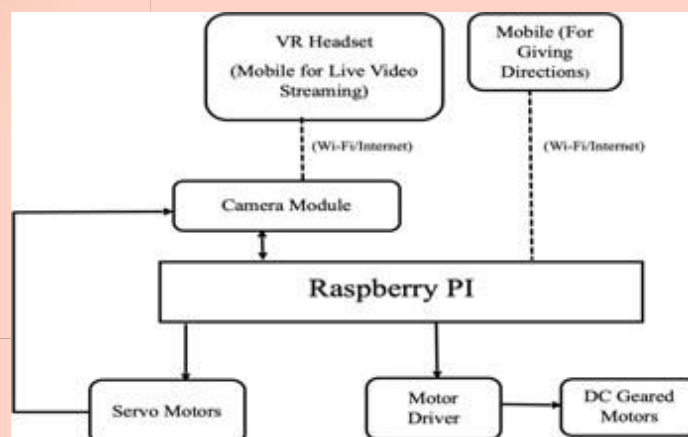 VR Headset
(Mobile for Live Video
Streaming)
Mobile (For
Giving
Directions)
(Wi-Fi/Internet)
(Wi-Fi/Internet)
Camera Module
Raspberry PI
Servo Motors
Motor
Driver
DC Geared
Motors